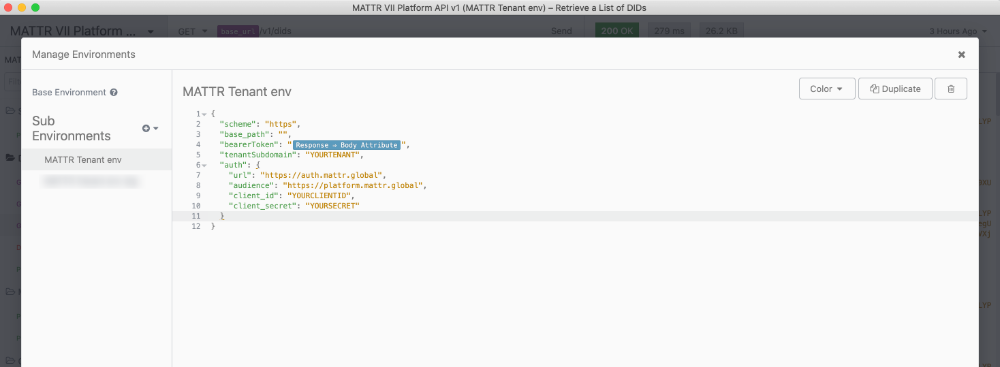 MATTR VII Platform API v1 (MATTR Tenant env) – Retrieve a List of DIDs
MATTR VII Platform ...
GET
base_url /v1/dids
Send
200 OK
279 ms
26.2 KB
3 Hours Ago
Manage Environments
Base Environment
Sub Environments
MATTR Tenant env
MATTR Tenant env
Color
Duplicate
1 {
2 "scheme": "https",
3 "base_path": "",
4 "bearerToken": "Response → Body Attribute",
5 "tenantSubdomain": "YOURTENANT",
6 "auth": {
7 "url": "https://auth.mattr.global",
8 "audience": "https://platform.mattr.global",
9 "client_id": "YOURCLIENTID",
10 "client_secret": "YOURSECRET"
11 }
12 }